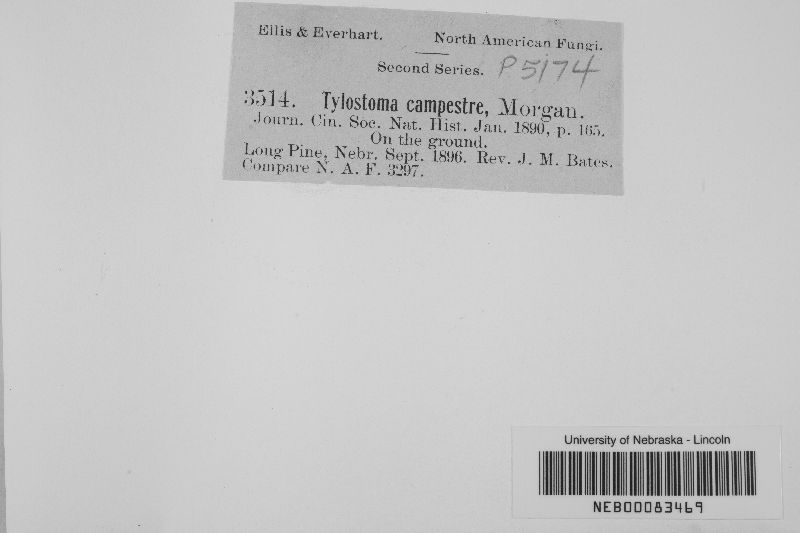 Ellis & Everhart. North American Fungi.
Second Series. P5174
3514. Tylostoma campestre, Morgan.
Journ. Cin. Soc. Nat. Hist. Jan. 1890, p. 165.
On the ground.
Long Pine, Nebr. Sept. 1896. Rev. J. M. Bates.
Compare N. A. F. 3297.
University of Nebraska - Lincoln
NEB00083469